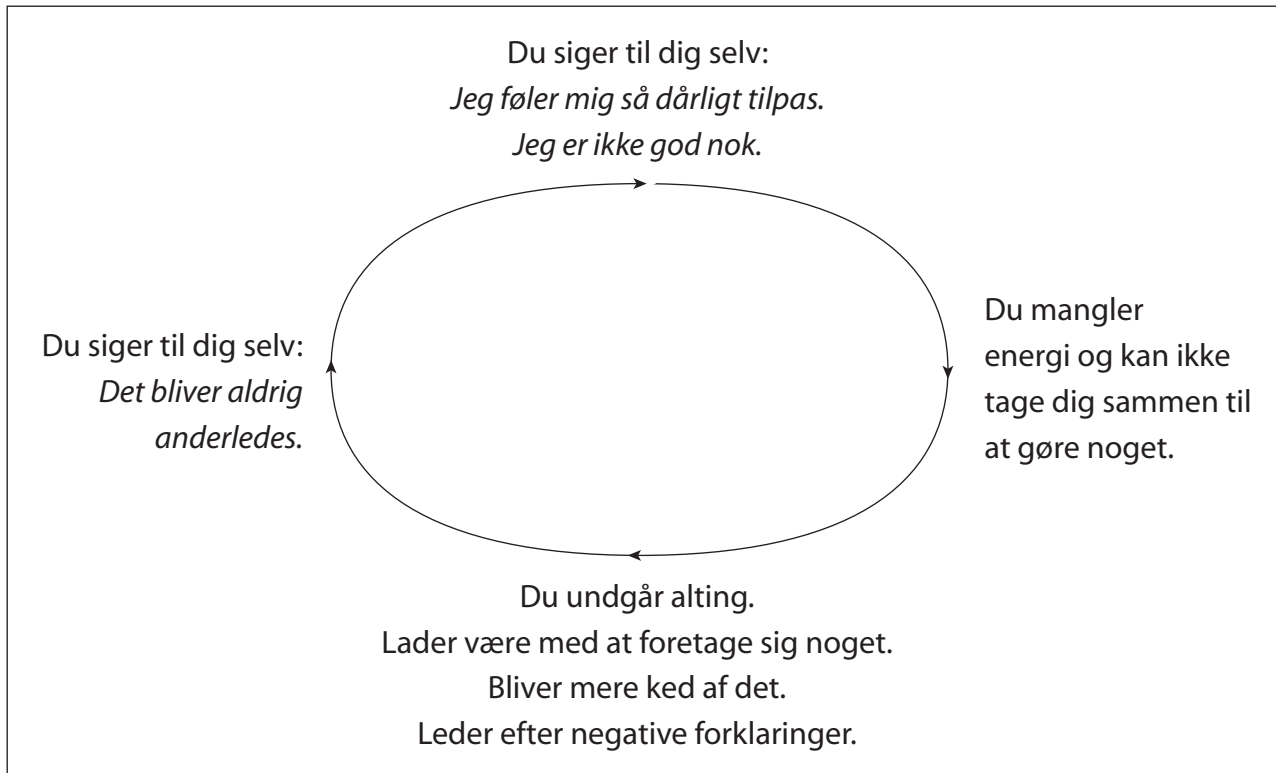 Du siger til dig selv:
Jeg føler mig så dårligt tilpas.
Jeg er ikke god nok.
Du mangler
energi og kan ikke
tage dig sammen til
at gøre noget.
Du undgår alting.
Lader være med at foretage sig noget.
Bliver mere ked af det.
Leder efter negative forklaringer.
Du siger til dig selv:
Det bliver aldrig
anderledes.